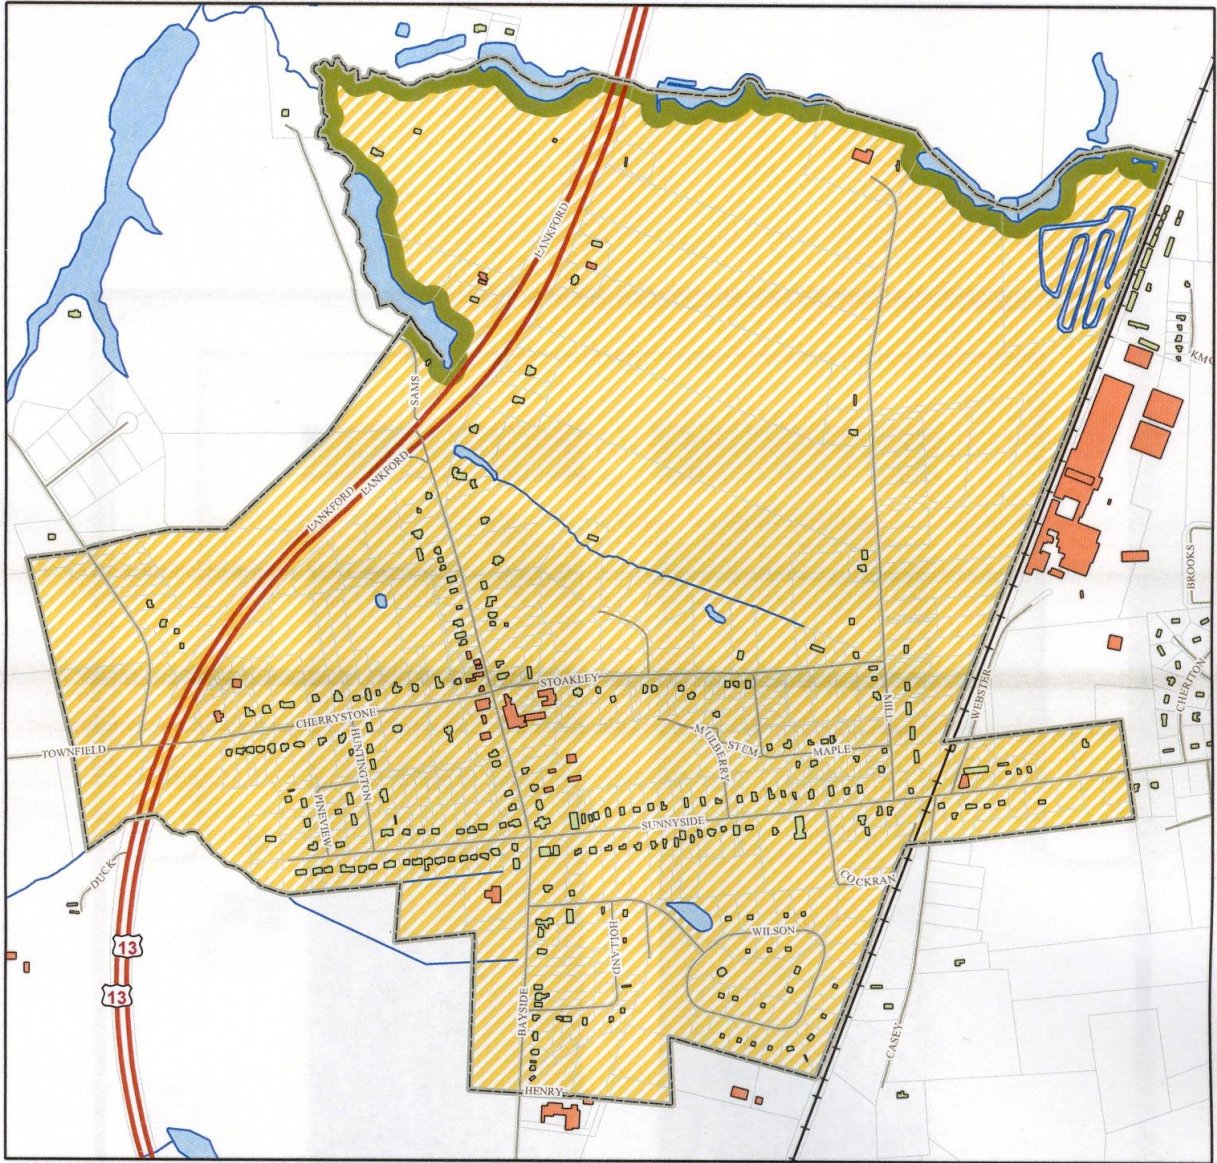 LANKFORD
KMC
SAMS
LANKFORD
LANKFORD
BROOKS
CHERITON
STOAKLEY
WEBSTER
MILL
CHERRYSTONE
TOWNFIELD
HUNTINGTON
MULBERRY
STUM
MAPLE
PINEVIEW
SUNNYSIDE
DUCK
COCKRAN
WILSON
HOLLAND
13
13
BAYSIDE
CASEY
HENRY